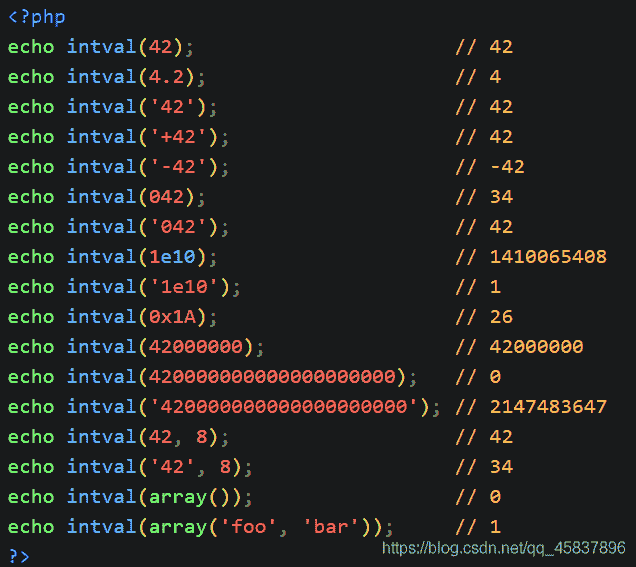 <?php
echo intval(42); // 42
echo intval(4.2); // 4
echo intval('42'); // 42
echo intval('+42'); // 42
echo intval('-42'); // -42
echo intval(042); // 34
echo intval('042'); // 42
echo intval(1e10); // 1410065408
echo intval('1e10'); // 1
echo intval(0x1A); // 26
echo intval(42000000); // 42000000
echo intval(420000000000000000000); // 0
echo intval('420000000000000000000'); // 2147483647
echo intval(42, 8); // 42
echo intval('42', 8); // 34
echo intval(array()); // 0
echo intval(array('foo', 'bar')); // 1
?>
https://blog.csdn.net/qq_45837896